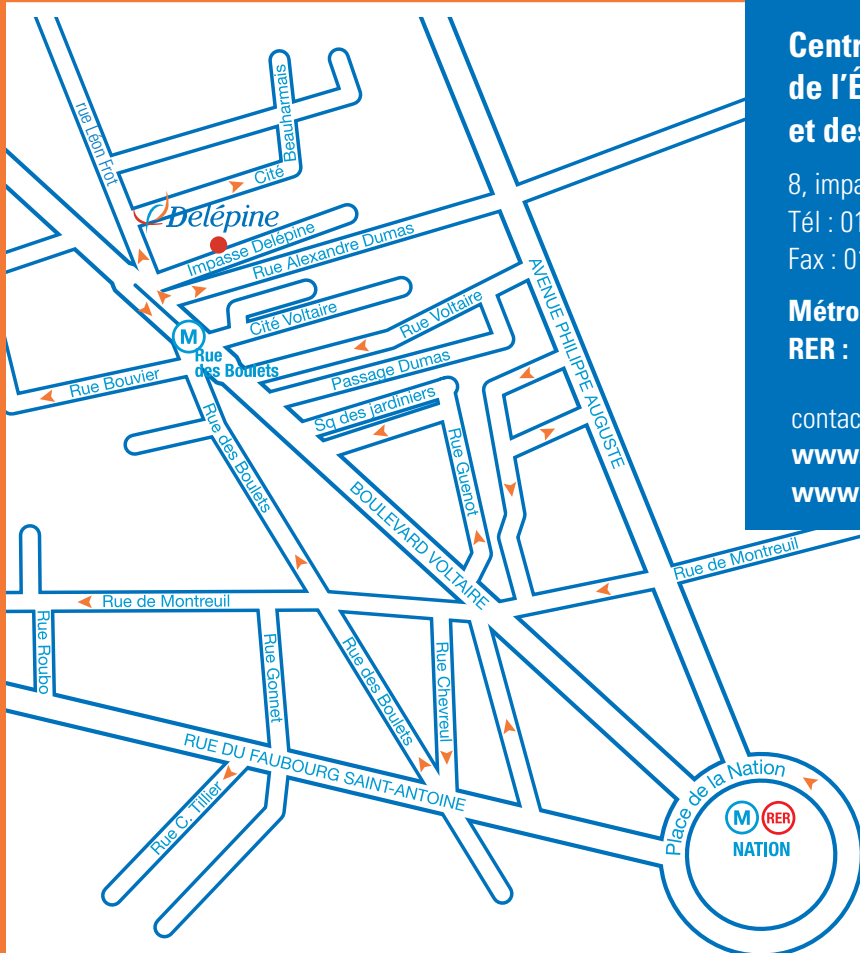 rue Léon Frot
Beauharmais
Cité
Delépine
Impasse Delépine
Rue Alexandre Dumas
Cité Voltaire
Rue Voltaire
AVENUE PHILIPPE AUGUSTE
M
Rue
des Boulets
Passage Dumas
Rue Bouvier
Sq des jardiniers
Rue des Boulets
Rue Guenot
BOULEVARD VOLTAIRE
Rue de Montreuil
Rue de Montreuil
Rue Roubo
Rue Gonnet
Rue des Boulets
Rue Chevreul
RUE DU FAUBOURG SAINT-ANTOINE
Rue C. Tillier
Place de la Nation
M RER
NATION
de l'É
et des
8, impa
Tél : 01
Fax : 01
Métro
RER :
www
www